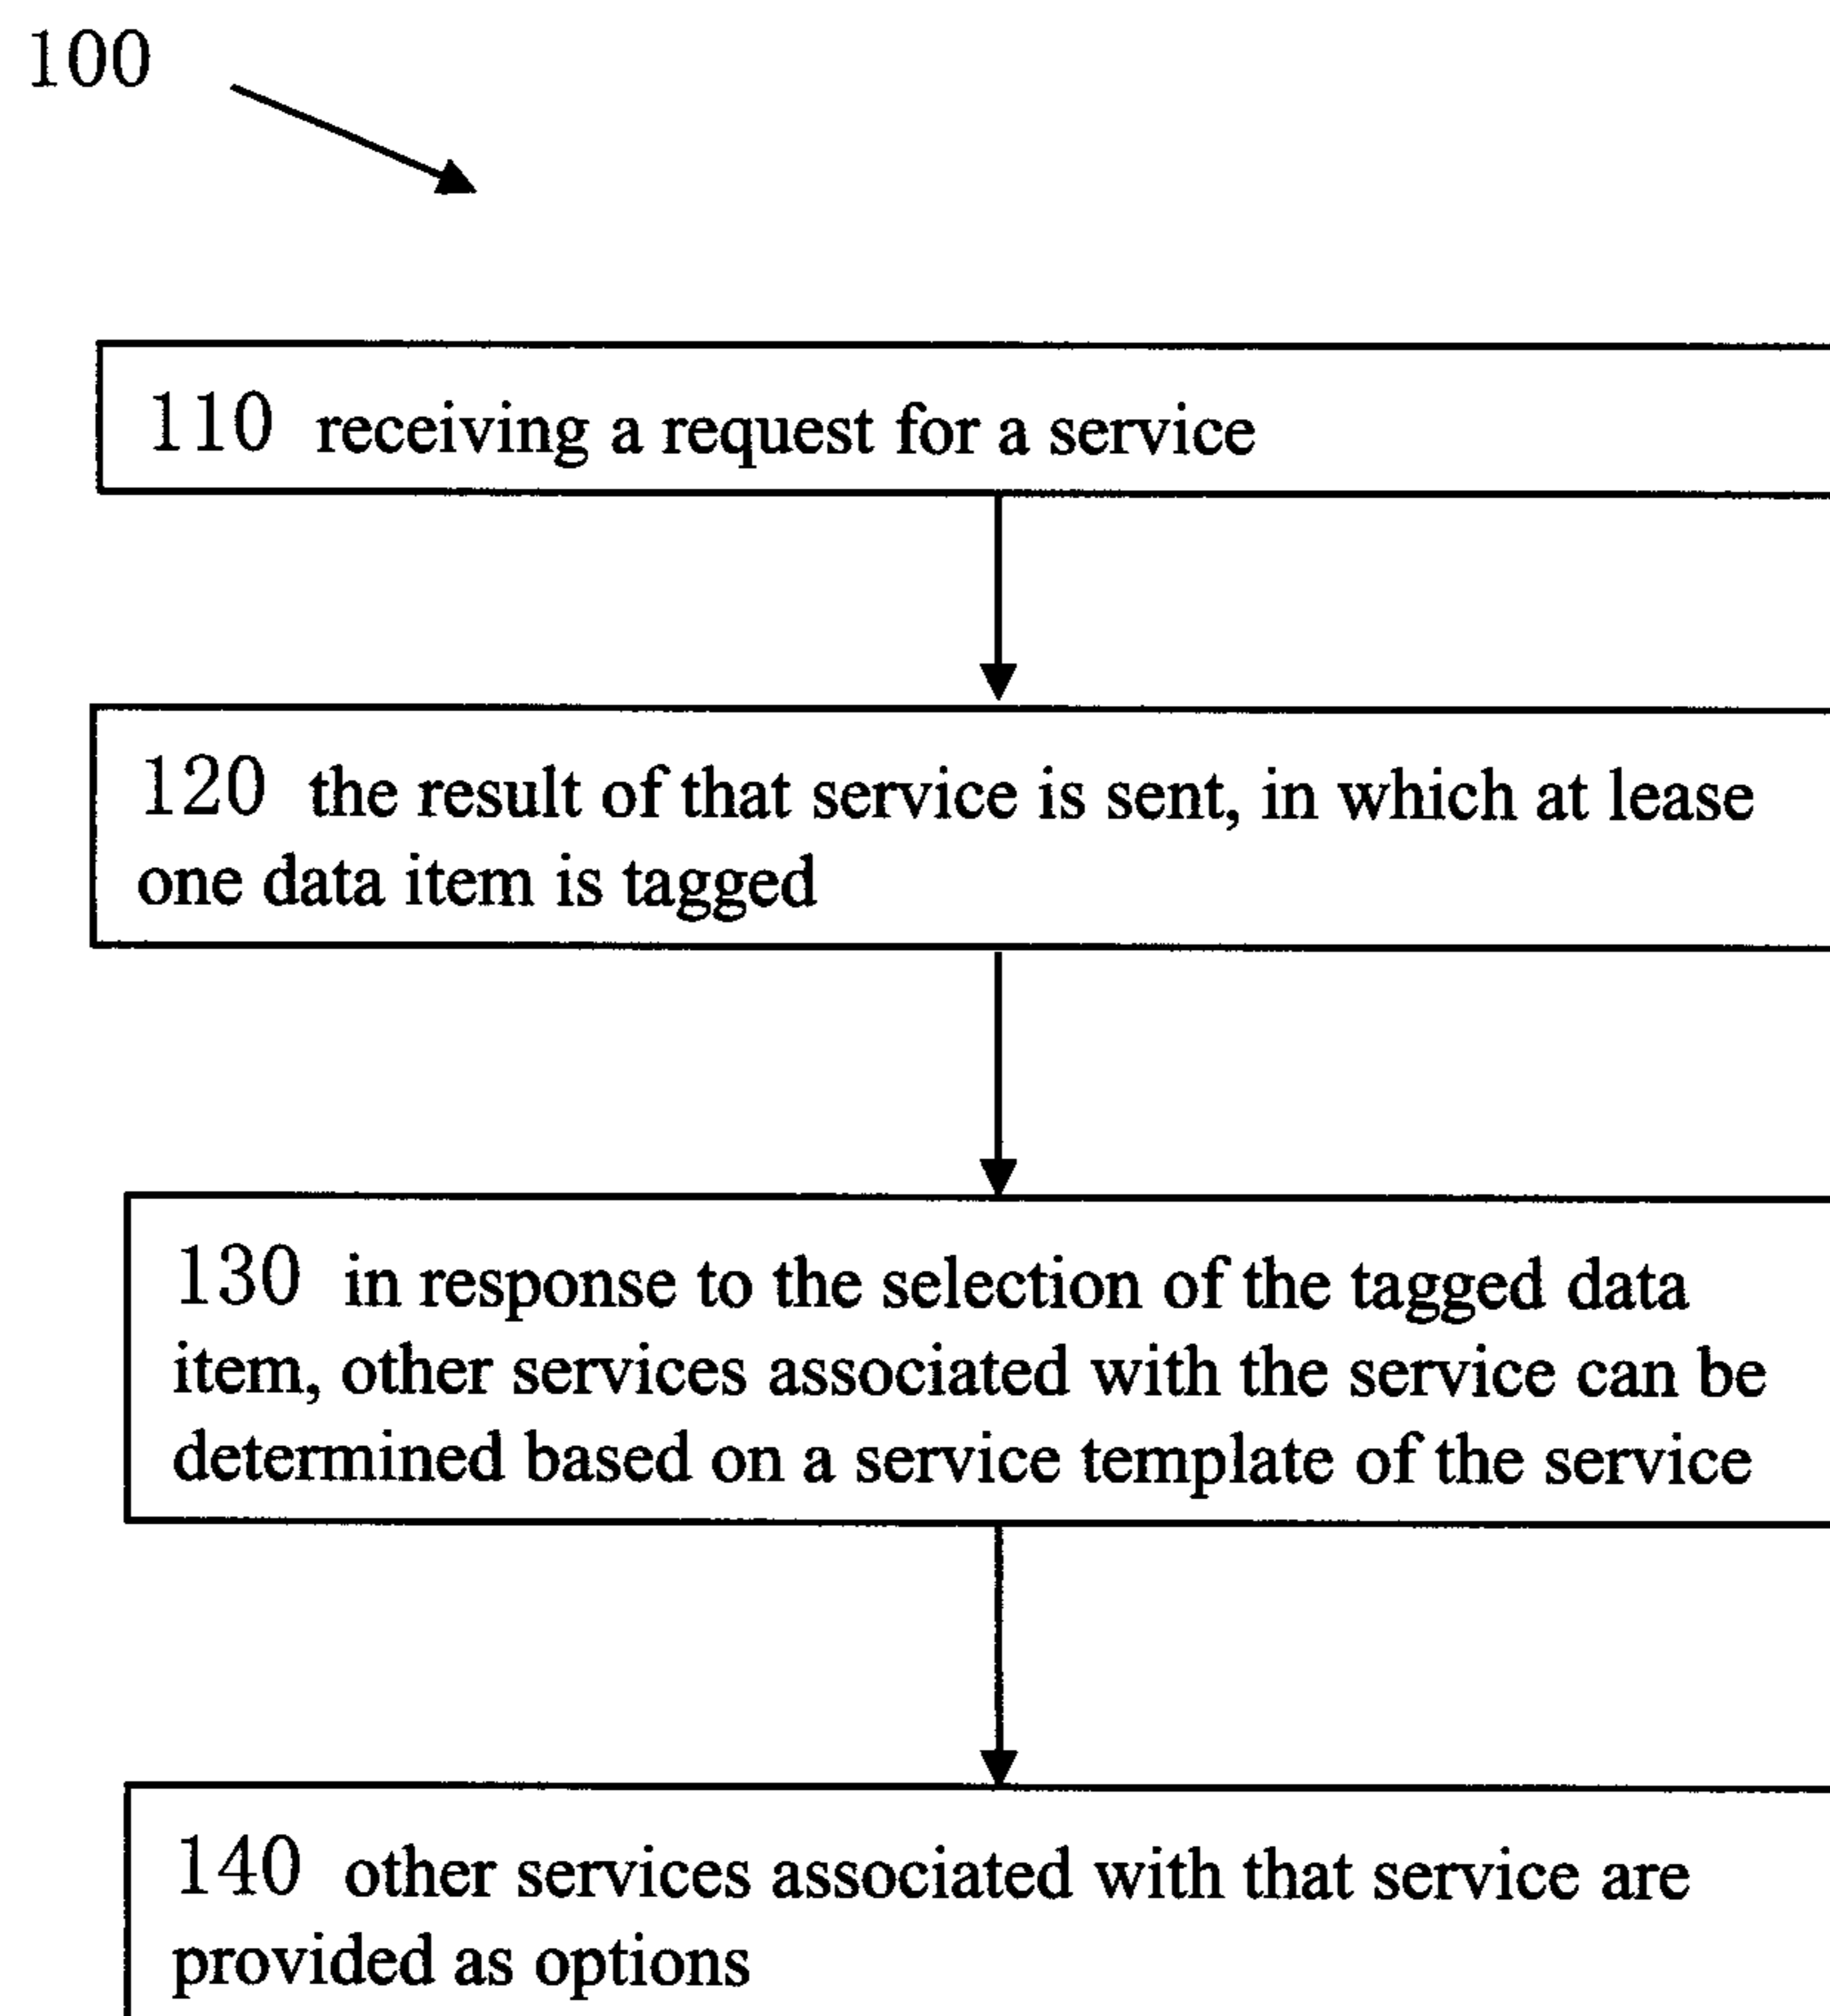 100
110 receiving a request for a service
120 the result of that service is sent, in which at lease
one data item is tagged
130 in response to the selection of the tagged data
item, other services associated with the service can be
determined based on a service template of the service
140 other services associated with that service are
provided as options